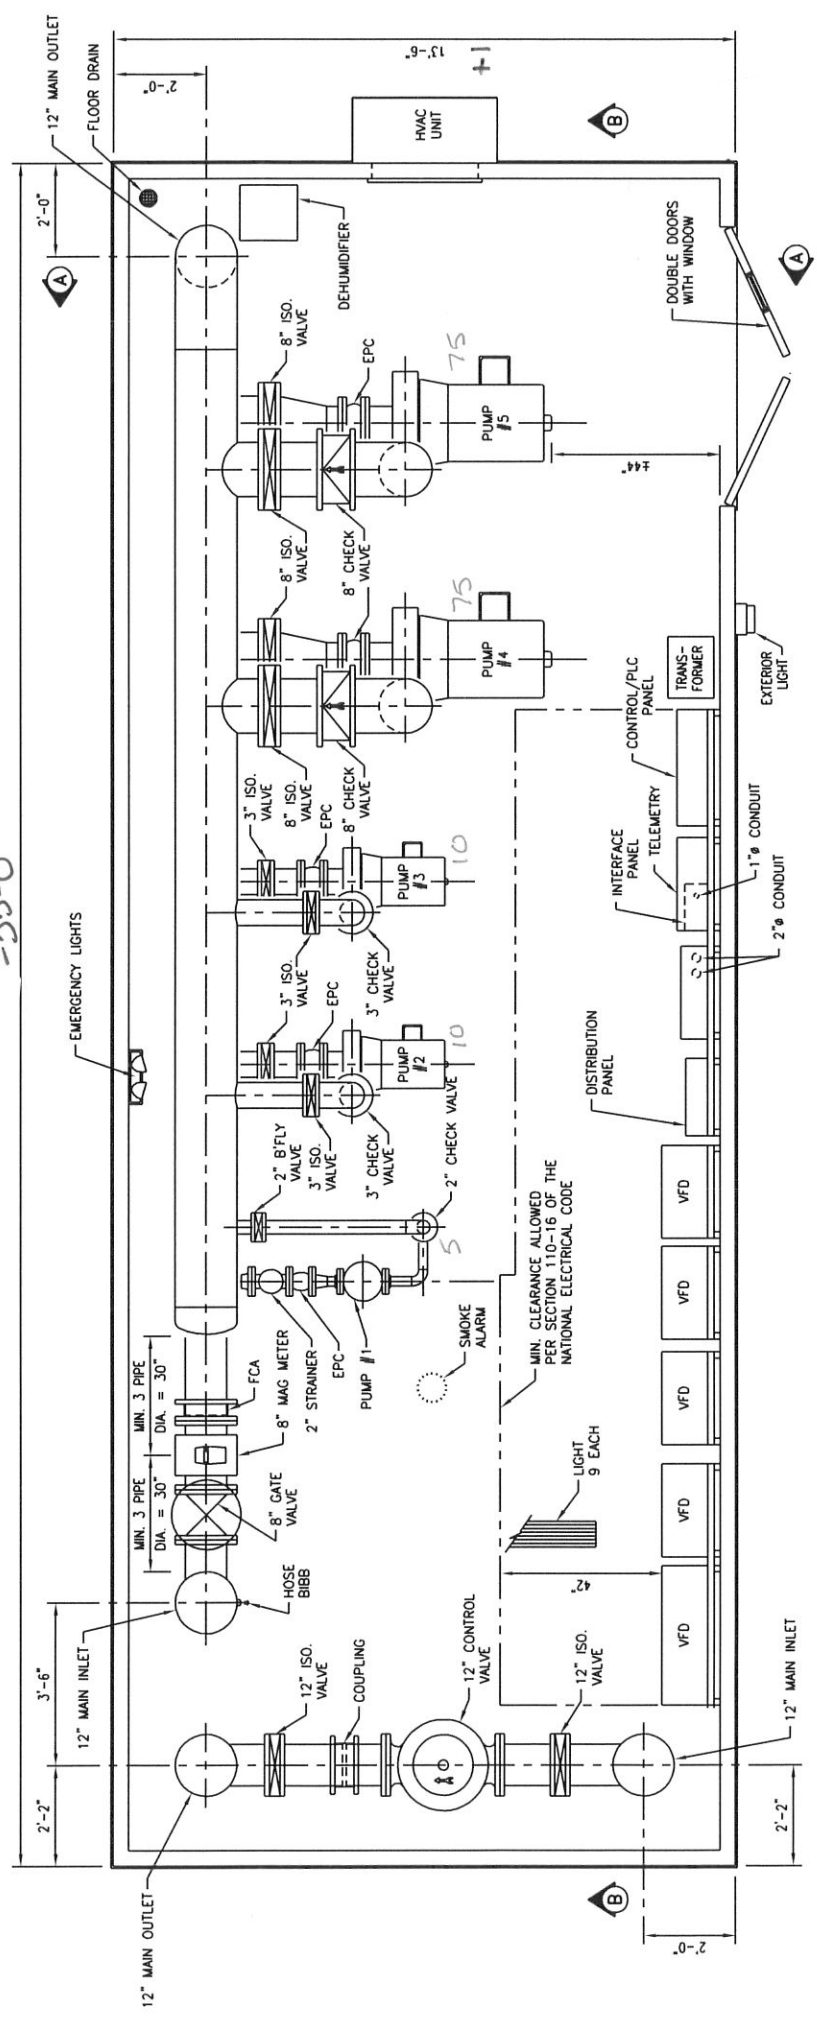 12" MAIN OUTLET
FLOOR DRAIN
2'-0"
13'-6"
±1
2'-0"
A
HVAC
UNIT
B
DEHUMIDIFIER
DOUBLE DOORS
WITH WINDOW
A
8" ISO.
VALVE
EPC
75
PUMP
#5
±44"
8" ISO.
VALVE
8" CHECK
VALVE
75
PUMP
#4
TRANS-
FORMER
EXTERIOR
LIGHT
CONTROL/PLC
PANEL
3" ISO.
VALVE
8" ISO.
VALVE
EPC
8" CHECK
VALVE
10
PUMP
#3
TELEMETRY
INTERFACE
PANEL
1"ø CONDUIT
2"ø CONDUIT
EMERGENCY LIGHTS
3" ISO.
VALVE
EPC
3" CHECK
VALVE
10
PUMP
#2
DISTRIBUTION
PANEL
2" B'FLY
VALVE
3" ISO.
VALVE
3" CHECK
VALVE
2" CHECK VALVE
5
MIN. CLEARANCE ALLOWED
PER SECTION 110-16 OF THE
NATIONAL ELECTRICAL CODE
VFD
VFD
VFD
VFD
VFD
MIN. 3 PIPE
DIA. = 30"
FCA
8" MAG METER
2" STRAINER
EPC
PUMP #1
SMOKE
ALARM
MIN. 3 PIPE
DIA. = 30"
8" GATE
VALVE
LIGHT
9 EACH
42"
HOSE
BIBB
3'-6"
12" MAIN INLET
12" ISO.
VALVE
COUPLING
12" CONTROL
VALVE
12" ISO.
VALVE
12" MAIN INLET
2'-2"
2'-2"
12" MAIN OUTLET
B
2'-0"